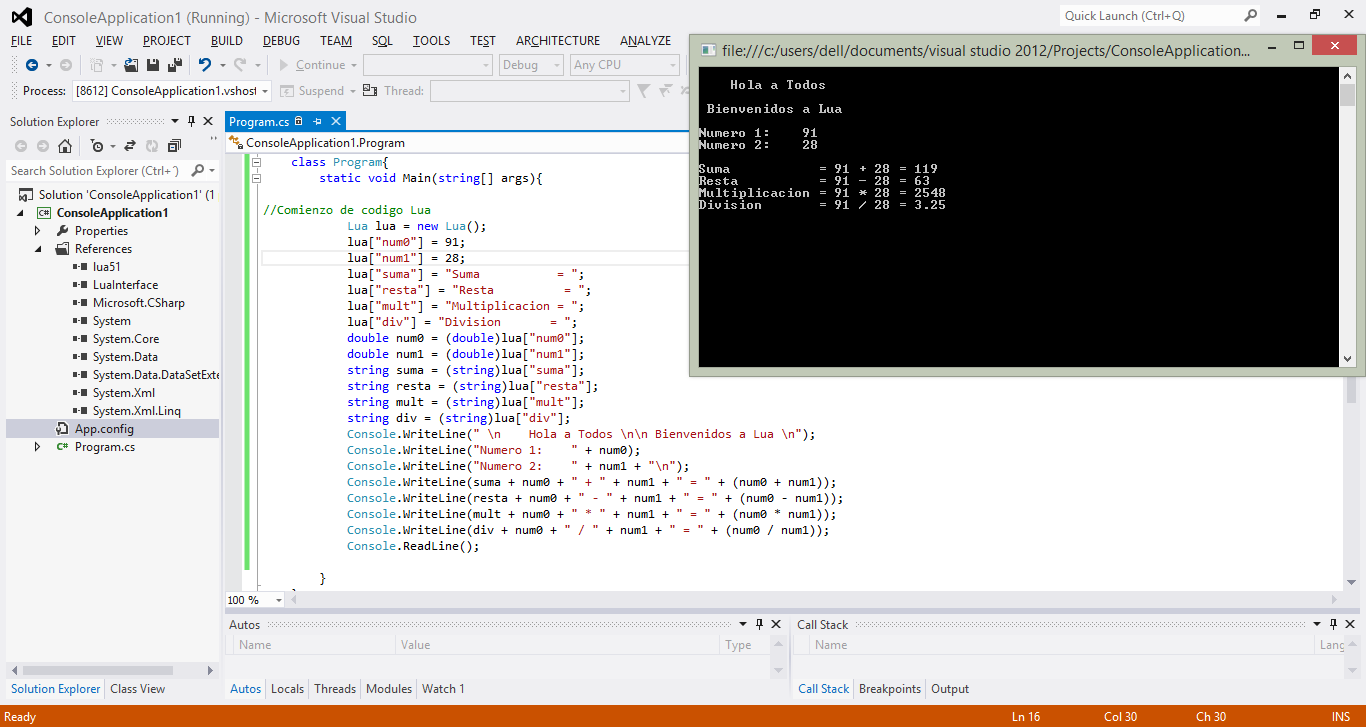 ConsoleApplication1 (Running) - Microsoft Visual Studio
Quick Launch (Ctrl+Q)
FILE EDIT VIEW PROJECT BUILD DEBUG TEAM SQL TOOLS TEST ARCHITECTURE ANALYZE
Continue Debug Any CPU
Process: [8612] ConsoleApplication1.vshost Suspend Thread:
Solution Explorer
Search Solution Explorer (Ctrl+')
Solution 'ConsoleApplication1' (1
ConsoleApplication1
Properties
References
lua51
LuaInterface
Microsoft.CSharp
System
System.Core
System.Data
System.Data.DataSetExte
System.Xml
System.Xml.Linq
App.config
Program.cs
Solution Explorer Class View
Program.cs
ConsoleApplication1.Program
class Program{
static void Main(string[] args){
//Comienzo de codigo Lua
Lua lua = new Lua();
lua["num0"] = 91;
lua["num1"] = 28;
lua["suma"] = "Suma           = ";
lua["resta"] = "Resta          = ";
lua["mult"] = "Multiplicacion = ";
lua["div"] = "Division       = ";
double num0 = (double)lua["num0"];
double num1 = (double)lua["num1"];
string suma = (string)lua["suma"];
string resta = (string)lua["resta"];
string mult = (string)lua["mult"];
string div = (string)lua["div"];
Console.WriteLine(" \n    Hola a Todos \n\n Bienvenidos a Lua \n");
Console.WriteLine("Numero 1:    " + num0);
Console.WriteLine("Numero 2:    " + num1 + "\n");
Console.WriteLine(suma + num0 + " + " + num1 + " = " + (num0 + num1));
Console.WriteLine(resta + num0 + " - " + num1 + " = " + (num0 - num1));
Console.WriteLine(mult + num0 + " * " + num1 + " = " + (num0 * num1));
Console.WriteLine(div + num0 + " / " + num1 + " = " + (num0 / num1));
Console.ReadLine();
}
100 %
file:///c:/users/dell/documents/visual studio 2012/Projects/ConsoleApplication...
Hola a Todos
Bienvenidos a Lua
Numero 1:    91
Numero 2:    28
Suma           = 91 + 28 = 119
Resta          = 91 - 28 = 63
Multiplicacion = 91 * 28 = 2548
Division       = 91 / 28 = 3.25
Autos
Name Value Type
Autos Locals Threads Modules Watch 1
Call Stack
Name Lang
Call Stack Breakpoints Output
Ready Ln 16 Col 30 Ch 30 INS